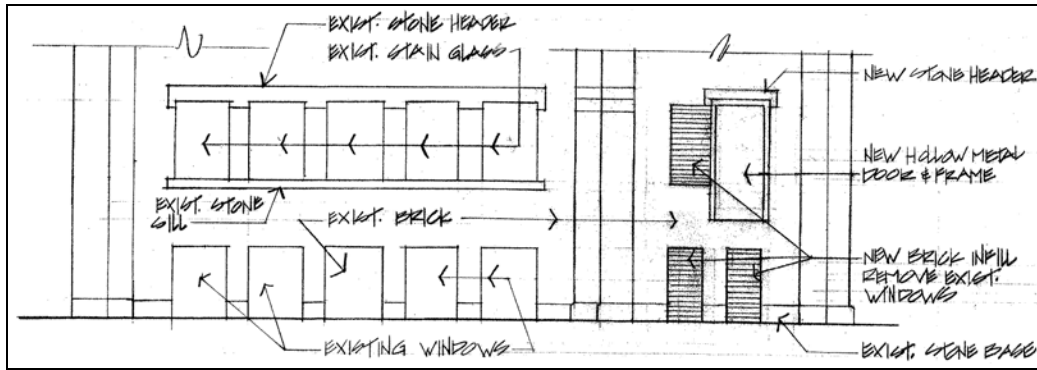 EXIST. STONE HEADER
EXIST. STAIN GLASS
NEW STONE HEADER
NEW HOLLOW METAL
DOOR & FRAME
EXIST. STONE
SILL
EXIST. BRICK
NEW BRICK INFILL
REMOVE EXIST.
WINDOWS
EXISTING WINDOWS
EXIST. STONE BASE